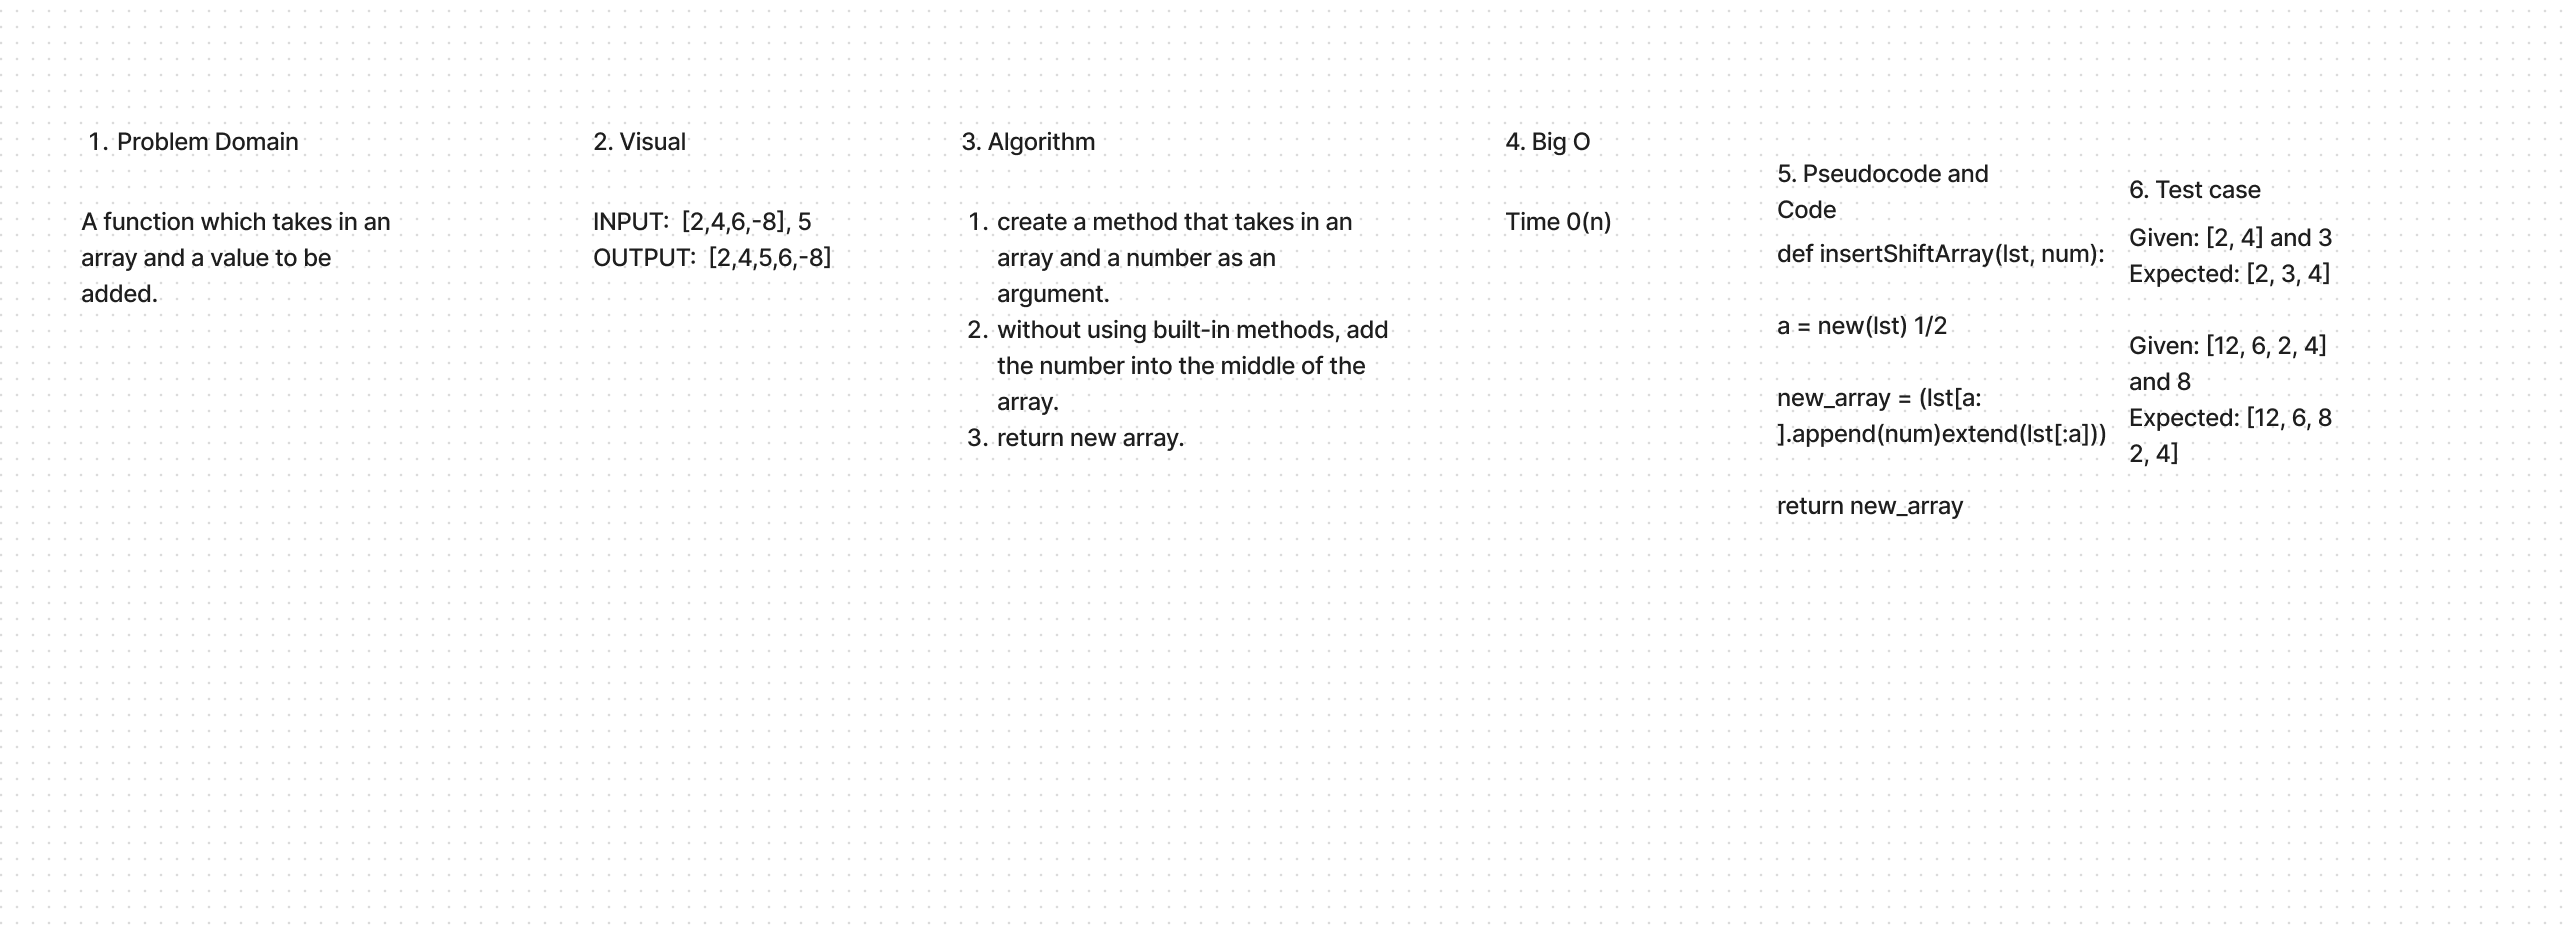 1. Problem Domain
A function which takes in an
array and a value to be
added.
2. Visual
INPUT: [2,4,6,-8], 5
OUTPUT: [2,4,5,6,-8]
3. Algorithm
1. create a method that takes in an
array and a number as an
argument.
2. without using built-in methods, add
the number into the middle of the
array.
3. return new array.
4. Big O
Time 0(n)
5. Pseudocode and
Code
def insertShiftArray(lst, num):
a = new(lst) 1/2
new_array = (lst[a:
].append(num)extend(lst[:a]))
return new_array
6. Test case
Given: [2, 4] and 3
Expected: [2, 3, 4]
Given: [12, 6, 2, 4]
and 8
Expected: [12, 6, 8
2, 4]